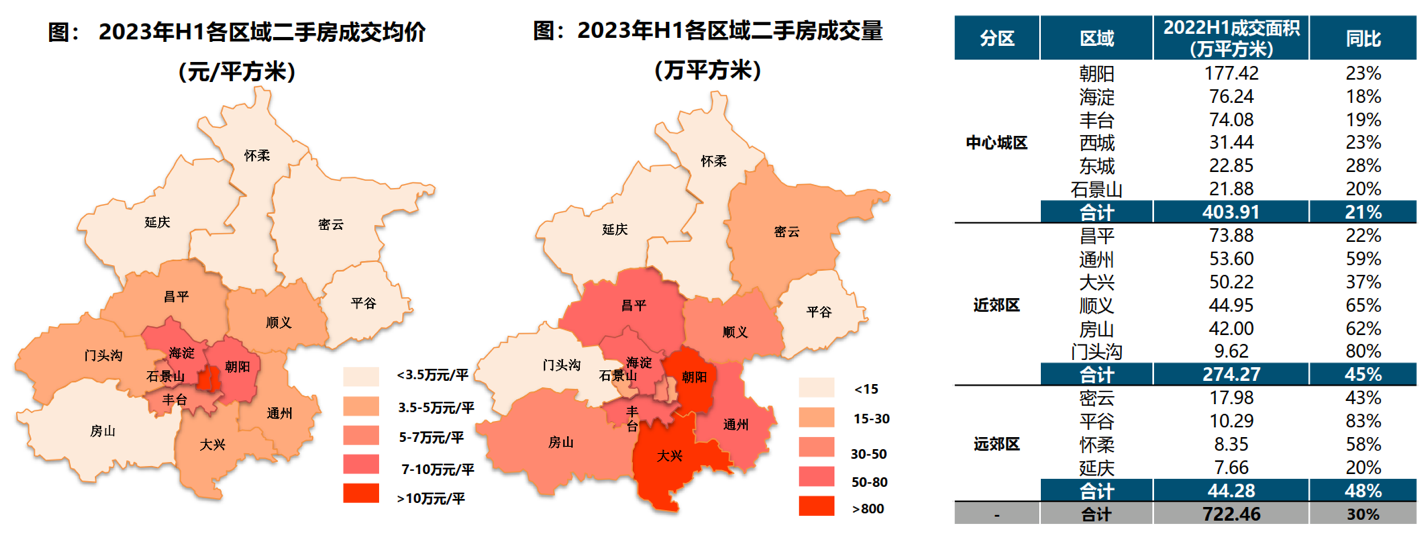 图： 2023年H1各区域二手房成交均价
（元/平方米）
怀柔
延庆
密云
昌平
平谷
顺义
门头沟
海淀
朝阳
石景山
丰台
通州
房山
大兴
<3.5万元/平
3.5-5万元/平
5-7万元/平
7-10万元/平
>10万元/平
图：2023年H1各区域二手房成交量
（万平方米）
怀柔
延庆
密云
昌平
平谷
顺义
门头沟
海淀
朝阳
石景山
丰
台
通州
房山
大兴
<15
15-30
30-50
50-80
>800
分区 区域 2022H1成交面积 同比
(万平方米)
中心城区
朝阳 177.42 23%
海淀 76.24 18%
丰台 74.08 19%
西城 31.44 23%
东城 22.85 28%
石景山 21.88 20%
合计 403.91 21%
近郊区
昌平 73.88 22%
通州 53.60 59%
大兴 50.22 37%
顺义 44.95 65%
房山 42.00 62%
门头沟 9.62 80%
合计 274.27 45%
远郊区
密云 17.98 43%
平谷 10.29 83%
怀柔 8.35 58%
延庆 7.66 20%
合计 44.28 48%
- 合计 722.46 30%